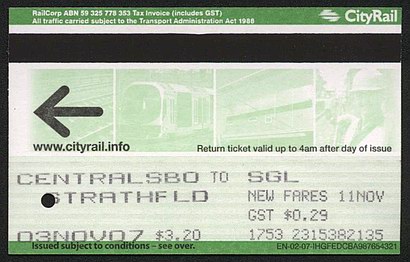 RailCorp ABN 59 325 778 353 Tax Invoice (includes GST)
All traffic carried subject to the Transport Administration Act 1988
CityRail
www.cityrail.info
Return ticket valid up to 4am after day of issue
CENTRALSBO TO SGL
STRATHFLD NEW FARES 11NOV
GST $0.29
03NOV07 $3.20 1753 2315382135
Issued subject to conditions – see over.
EN-02-07-IHGFEDCBA987654321